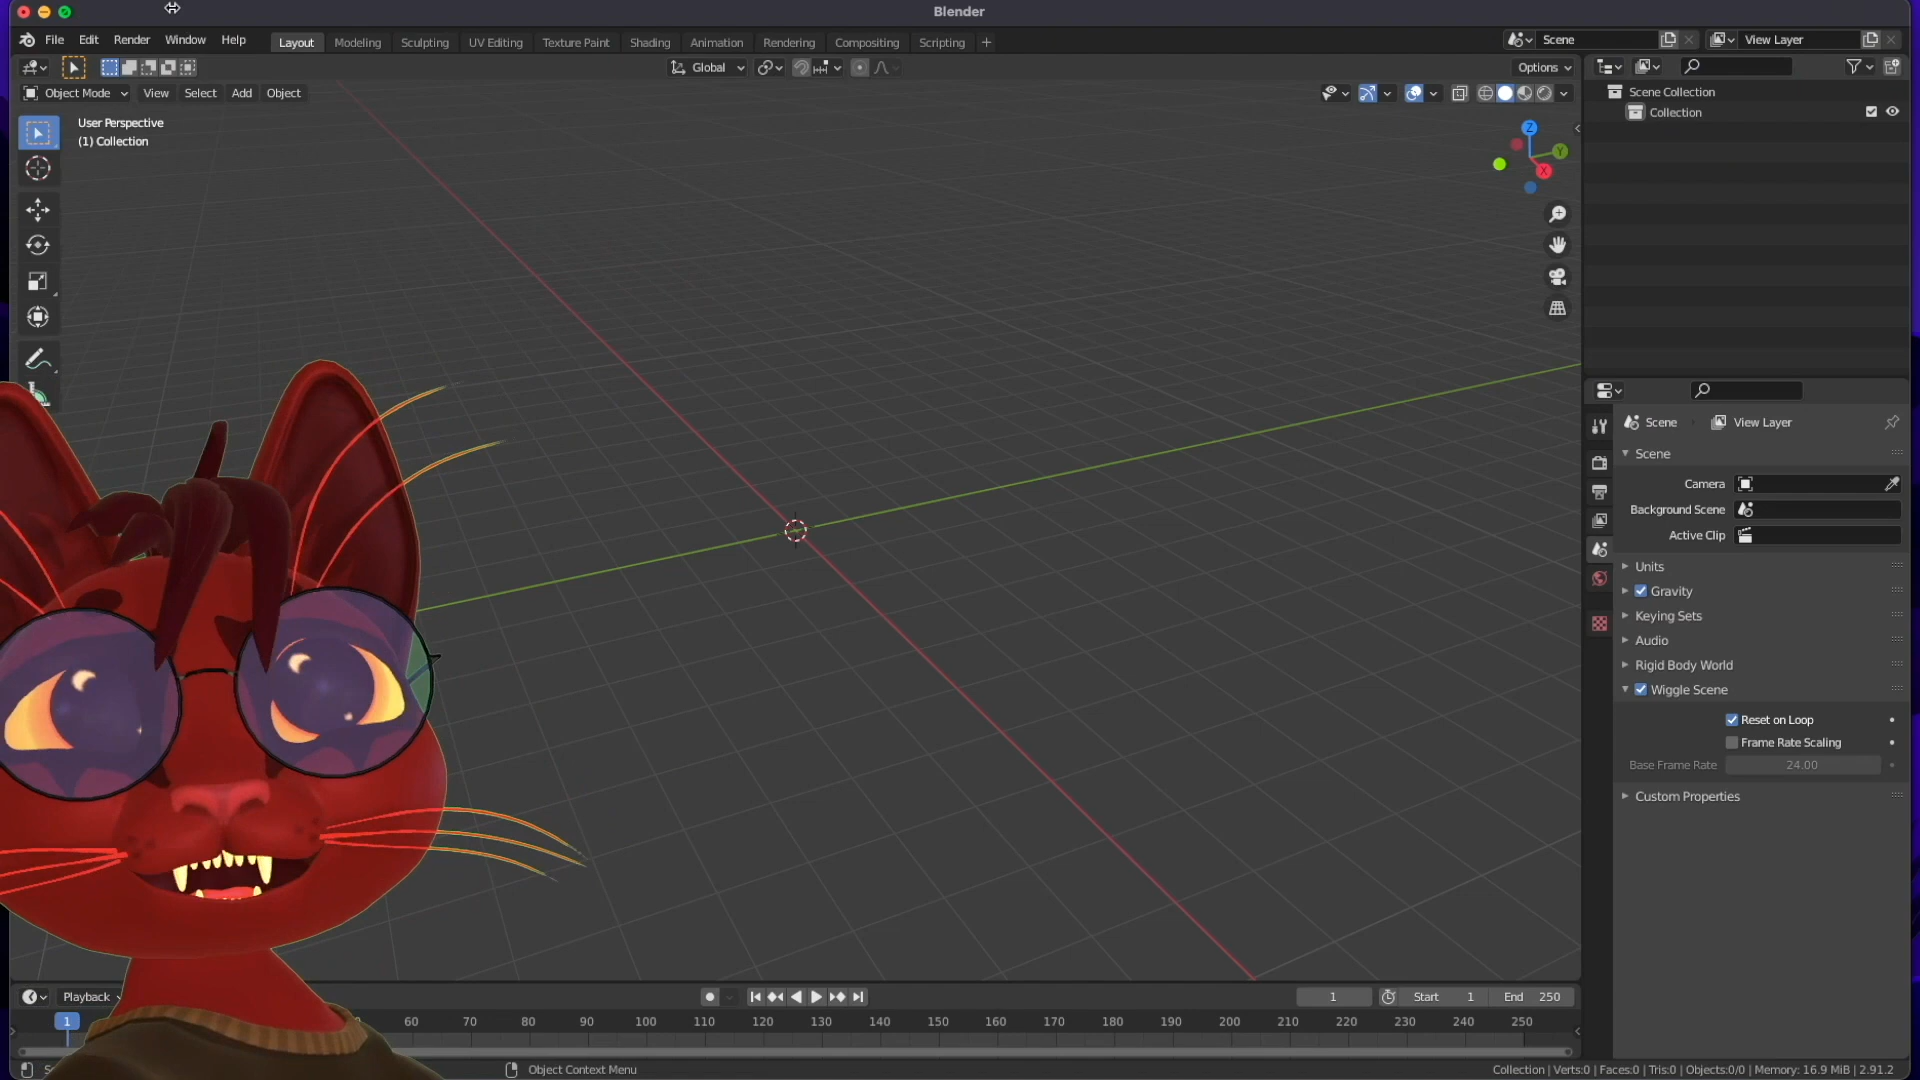 Blender
File Edit Render Window Help Layout Modeling Sculpting UV Editing Texture Paint Shading Animation Rendering Compositing Scripting + Scene View Layer
Global Options
Object Mode View Select Add Object
User Perspective
(1) Collection
Z
Y
X
Scene Collection
Collection
Scene View Layer
Scene
Camera
Background Scene
Active Clip
Units
Gravity
Keying Sets
Audio
Rigid Body World
Wiggle Scene
Reset on Loop
Frame Rate Scaling
Base Frame Rate 24.00
Custom Properties
Playback 1 Start 1 End 250
1 60 70 80 90 100 110 120 130 140 150 160 170 180 190 200 210 220 230 240 250
Object Context Menu Collection | Verts:0 | Faces:0 | Tris:0 | Objects:0/0 | Memory: 16.9 MiB | 2.91.2